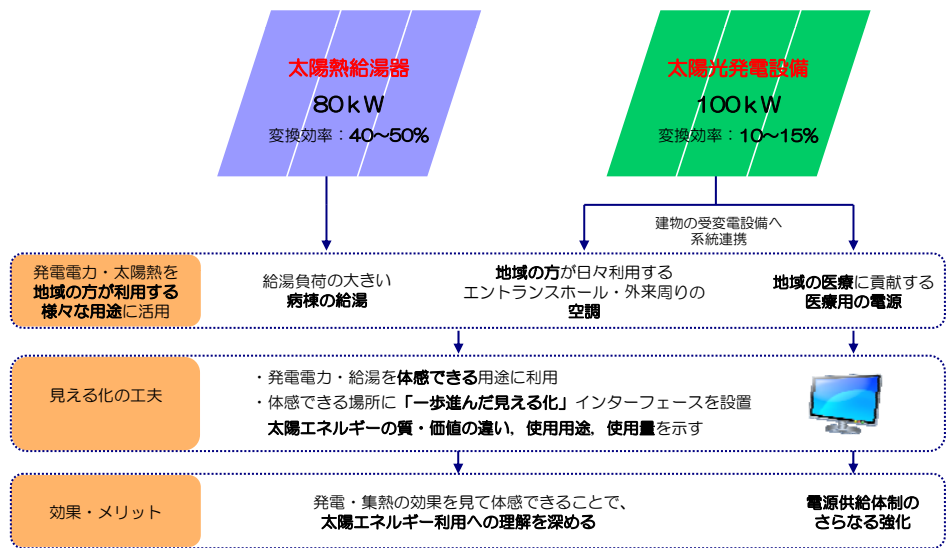 太陽熱給湯器
80kW
変換効率：40～50%
太陽光発電設備
100kW
変換効率：10～15%
建物の受変電設備へ
系統連携
発電電力・太陽熱を
地域の方が利用する
様々な用途に活用
給湯負荷の大きい
病棟の給湯
地域の方が日々利用する
エントランスホール・外来周りの
空調
地域の医療に貢献する
医療用の電源
見える化の工夫
・発電電力・給湯を体感できる用途に利用
・体感できる場所に「一歩進んだ見える化」インターフェースを設置
太陽エネルギーの質・価値の違い，使用用途，使用量を示す
効果・メリット
発電・集熱の効果を見て体感できることで、
太陽エネルギー利用への理解を深める
電源供給体制の
さらなる強化